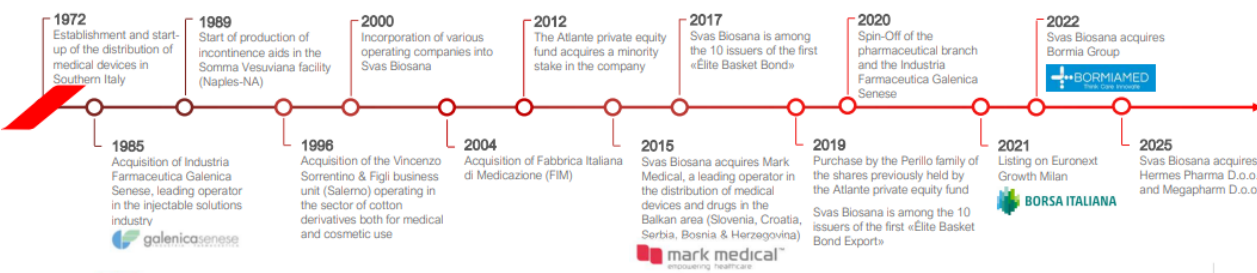 1972
Establishment and start-
up of the distribution of
medical devices in
Southern Italy
1985
Acquisition of Industria
Farmaceutica Galenica
Senese, leading operator
in the injectable solutions
industry
galenicasenese
1989
Start of production of
incontinence aids in the
Somma Vesuviana facility
(Naples-NA)
1996
Acquisition of the Vincenzo
Sorrentino & Figli business
unit (Salerno) operating in
the sector of cotton
derivatives both for medical
and cosmetic use
2000
Incorporation of various
operating companies into
Svas Biosana
2004
Acquisition of Fabbrica Italiana
di Medicazione (FIM)
2012
The Atlante private equity
fund acquires a minority
stake in the company
2015
Svas Biosana acquires Mark
Medical, a leading operator in
the distribution of medical
devices and drugs in the
Balkan area (Slovenia, Croatia,
Serbia, Bosnia & Herzegovina)
mark medical™
empowering healthcare
2017
Svas Biosana is among
the 10 issuers of the first
«Élite Basket Bond»
2019
Purchase by the Perillo family of
the shares previously held by
the Atlante private equity fund
Svas Biosana is among the 10
issuers of the first «Élite Basket
Bond Export»
2020
Spin-Off of the
pharmaceutical branch
and the Industria
Farmaceutica Galenica
Senese
2021
Listing on Euronext
Growth Milan
BORSA ITALIANA
2022
Svas Biosana acquires
Bormia Group
BORMIAMED
Think Care Innovate
2025
Svas Biosana acquires
Hermes Pharma D.o.o.
and Megapharm D.o.o